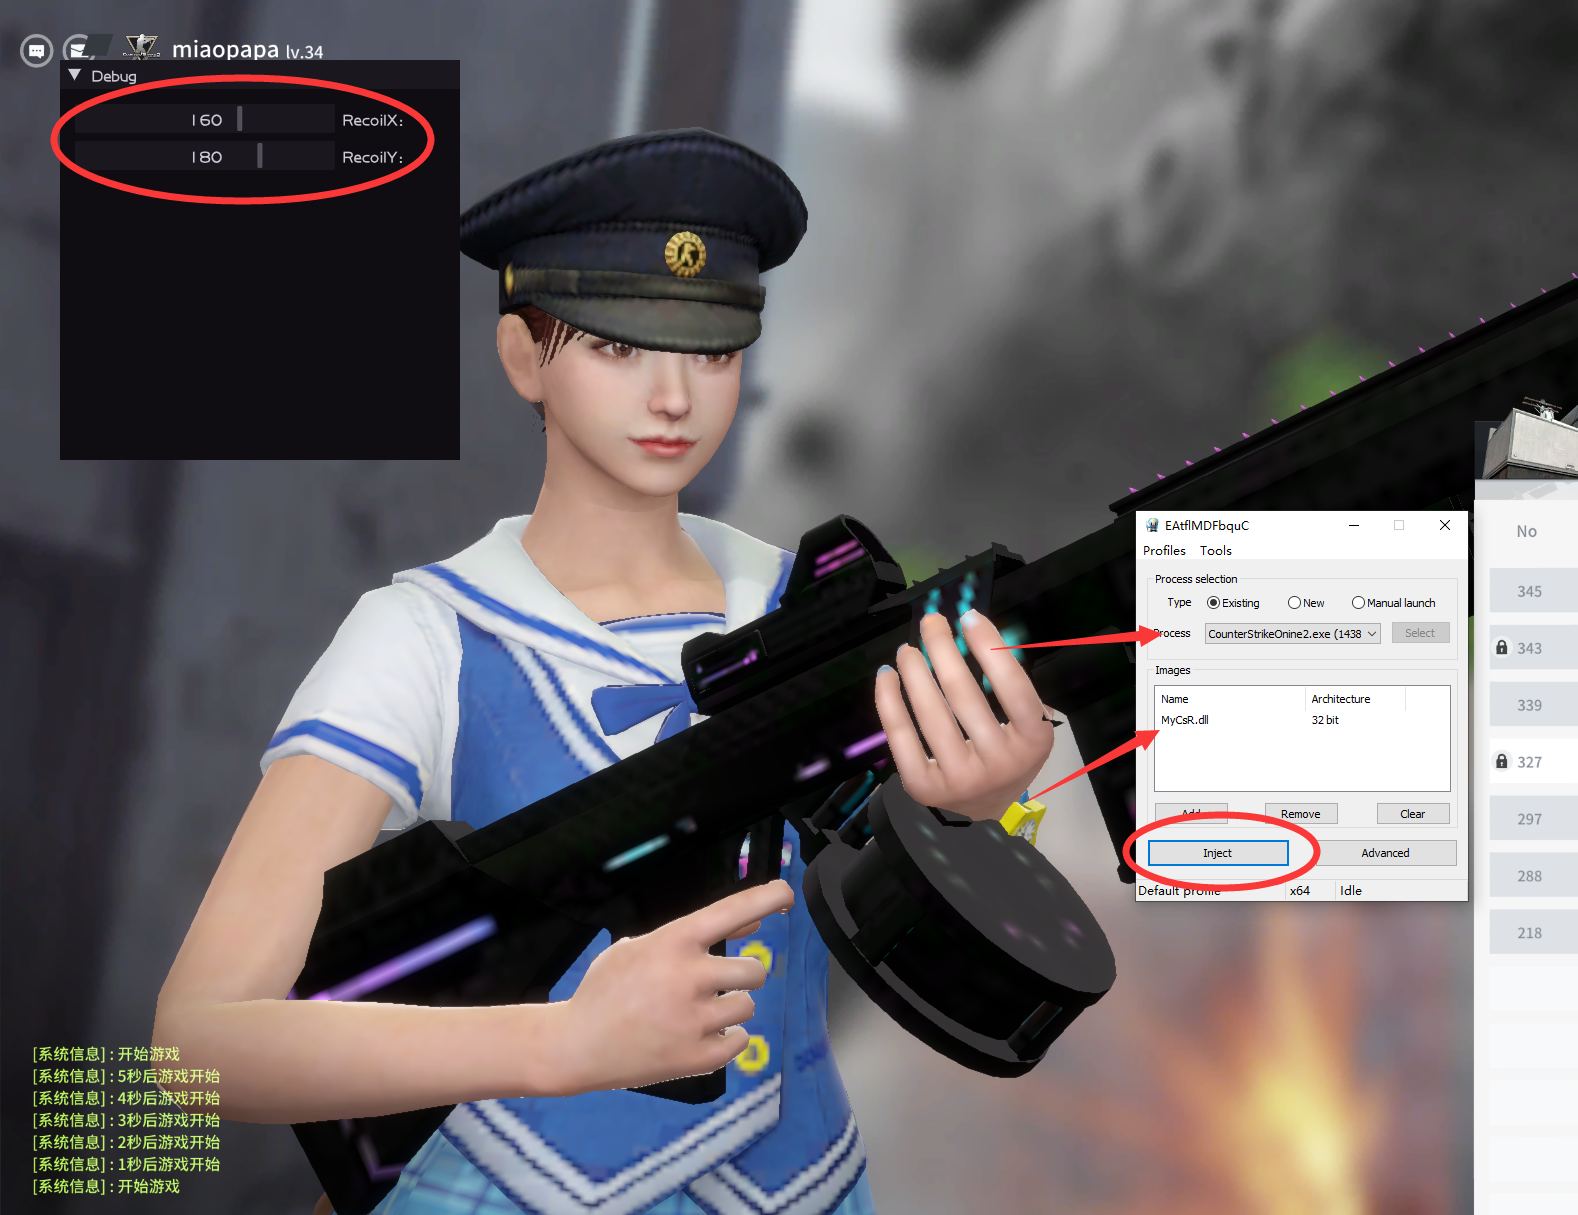 miaopapa lv.34
Debug
160 RecoilX:
180 RecoilY:
EAtflMDFbquC
Profiles Tools
Process selection
Type Existing New Manual launch
Process CounterStrikeOnine2.exe (1438 Select
Images
Name Architecture
MyCsR.dll 32 bit
Add Remove Clear
Inject Advanced
Default profile x64 Idle
No
345
343
339
327
297
288
218
[系统信息] : 开始游戏
[系统信息] : 5秒后游戏开始
[系统信息] : 4秒后游戏开始
[系统信息] : 3秒后游戏开始
[系统信息] : 2秒后游戏开始
[系统信息] : 1秒后游戏开始
[系统信息] : 开始游戏